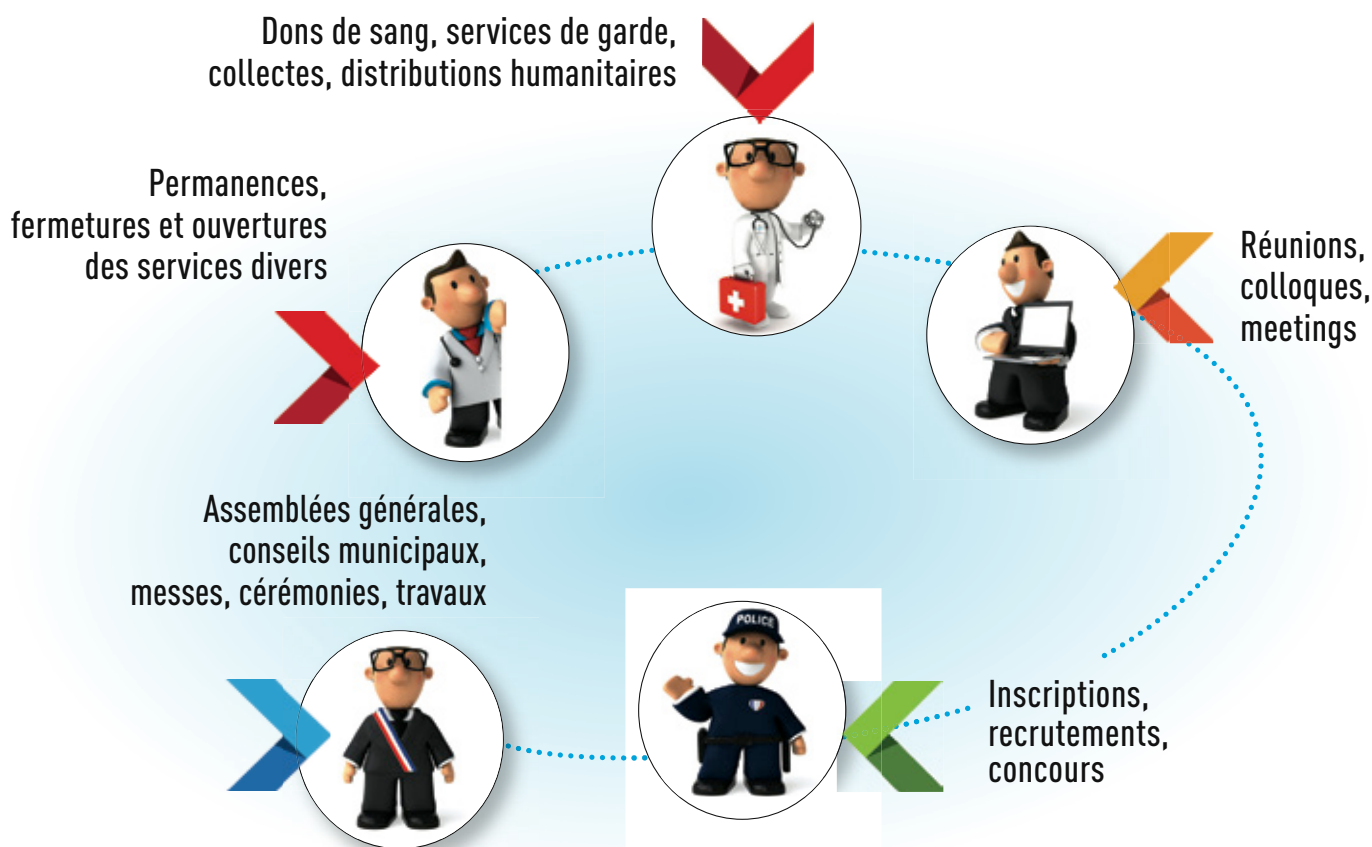 Dons de sang, services de garde,
collectes, distributions humanitaires
Permanences,
fermetures et ouvertures
des services divers
Réunions,
colloques,
meetings
Assemblées générales,
conseils municipaux,
messes, cérémonies, travaux
POLICE
Inscriptions,
recrutements,
concours